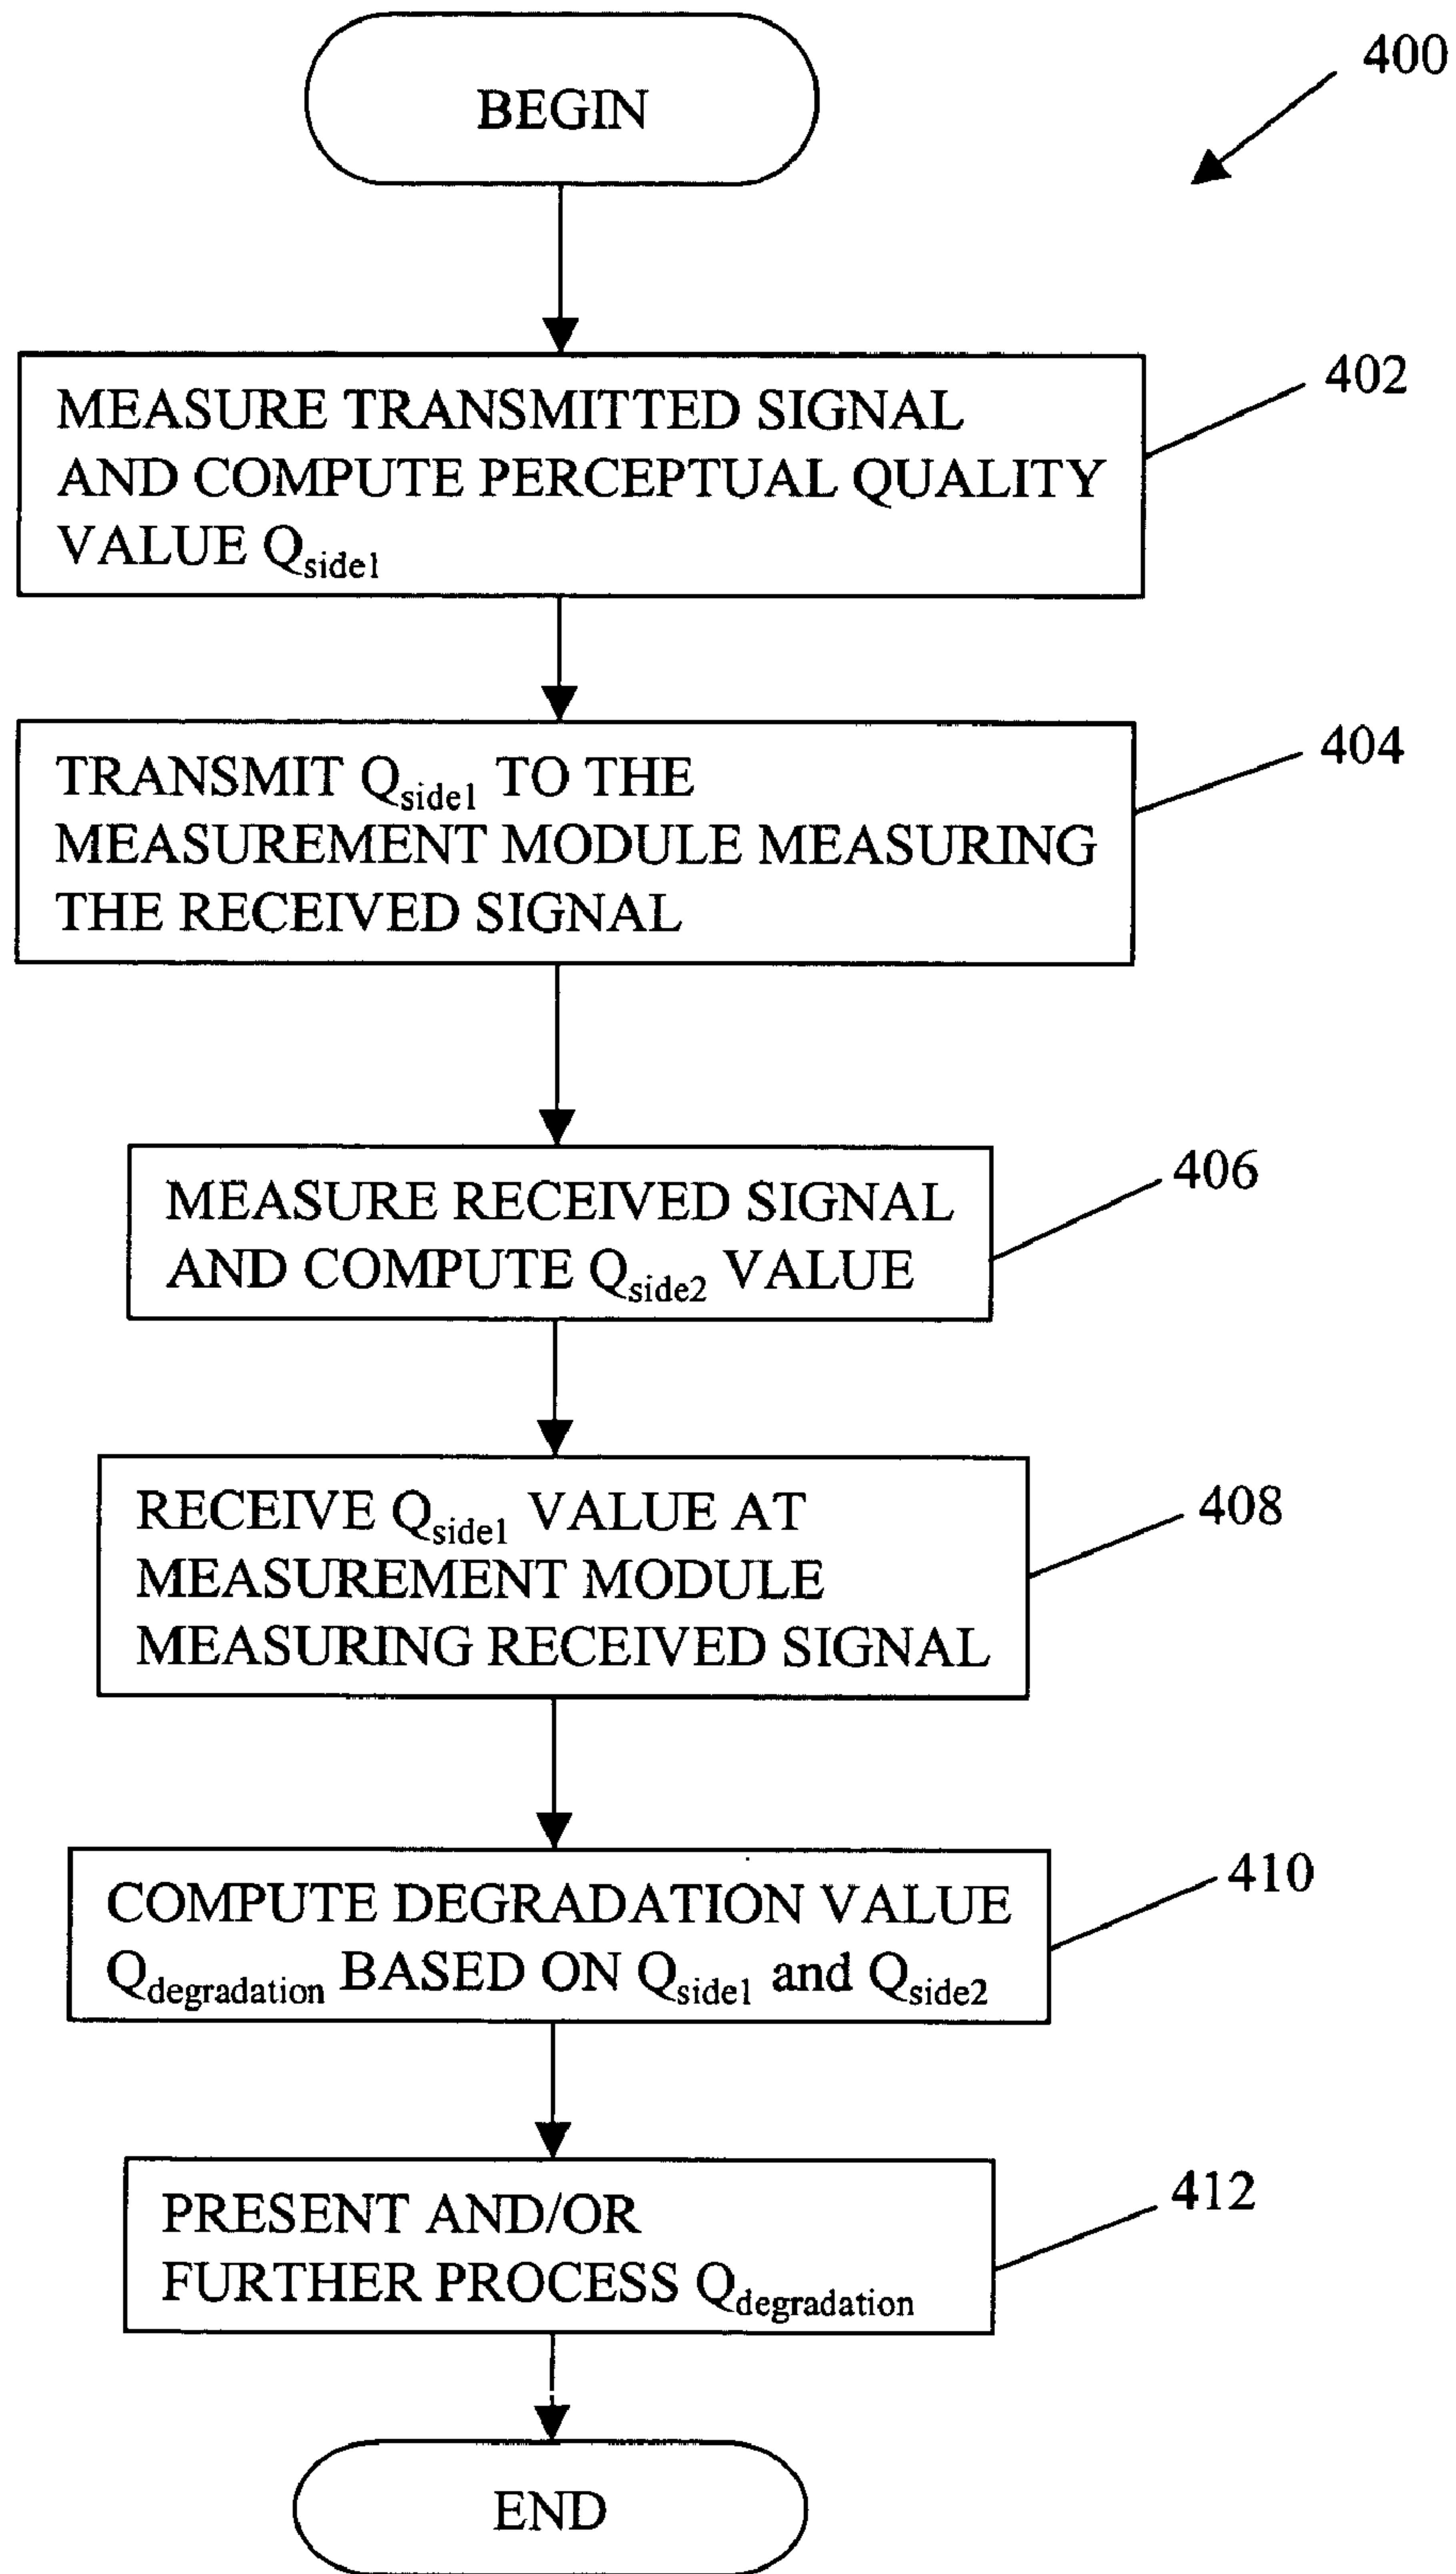 BEGIN
400
MEASURE TRANSMITTED SIGNAL
AND COMPUTE PERCEPTUAL QUALITY
VALUE Qside1
402
TRANSMIT Qside1 TO THE
MEASUREMENT MODULE MEASURING
THE RECEIVED SIGNAL
404
MEASURE RECEIVED SIGNAL
AND COMPUTE Qside2 VALUE
406
RECEIVE Qside1 VALUE AT
MEASUREMENT MODULE
MEASURING RECEIVED SIGNAL
408
COMPUTE DEGRADATION VALUE
Qdegradation BASED ON Qside1 and Qside2
410
PRESENT AND/OR
FURTHER PROCESS Qdegradation
412
END